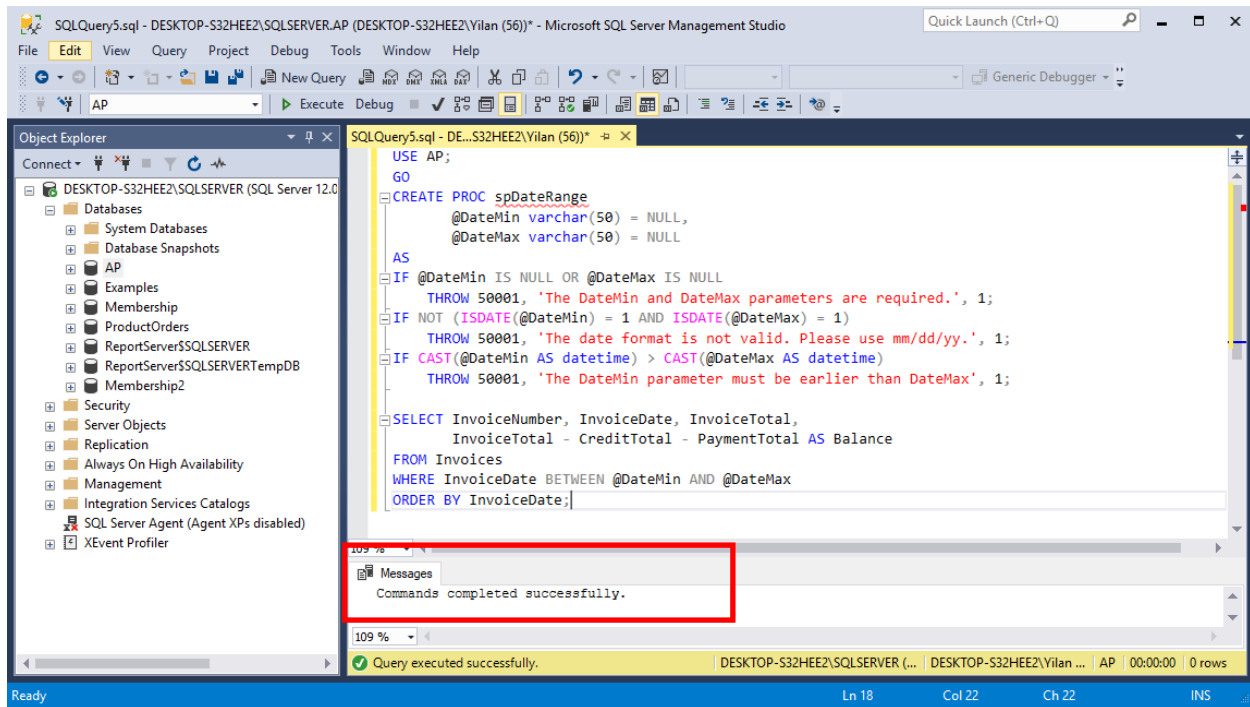 SQLQuery5.sql - DESKTOP-S32HEE2\SQLSERVER.AP (DESKTOP-S32HEE2\Yilan (56))* - Microsoft SQL Server Management Studio
Quick Launch (Ctrl+Q)
File Edit View Query Project Debug Tools Window Help
New Query MDX DMX XMLA DAX Generic Debugger
AP Execute Debug
Object Explorer
Connect
DESKTOP-S32HEE2\SQLSERVER (SQL Server 12.0
Databases
System Databases
Database Snapshots
AP
Examples
Membership
ProductOrders
ReportServer$SQLSERVER
ReportServer$SQLSERVERTempDB
Membership2
Security
Server Objects
Replication
Always On High Availability
Management
Integration Services Catalogs
SQL Server Agent (Agent XPs disabled)
XEvent Profiler
SQLQuery5.sql - DE...S32HEE2\Yilan (56))*
USE AP;
GO
CREATE PROC spDateRange
@DateMin varchar(50) = NULL,
@DateMax varchar(50) = NULL
AS
IF @DateMin IS NULL OR @DateMax IS NULL
THROW 50001, 'The DateMin and DateMax parameters are required.', 1;
IF NOT (ISDATE(@DateMin) = 1 AND ISDATE(@DateMax) = 1)
THROW 50001, 'The date format is not valid. Please use mm/dd/yy.', 1;
IF CAST(@DateMin AS datetime) > CAST(@DateMax AS datetime)
THROW 50001, 'The DateMin parameter must be earlier than DateMax', 1;
SELECT InvoiceNumber, InvoiceDate, InvoiceTotal,
InvoiceTotal - CreditTotal - PaymentTotal AS Balance
FROM Invoices
WHERE InvoiceDate BETWEEN @DateMin AND @DateMax
ORDER BY InvoiceDate;
109 %
Messages
Commands completed successfully.
109 %
Query executed successfully. DESKTOP-S32HEE2\SQLSERVER (... DESKTOP-S32HEE2\Yilan ... AP 00:00:00 0 rows
Ready Ln 18 Col 22 Ch 22 INS